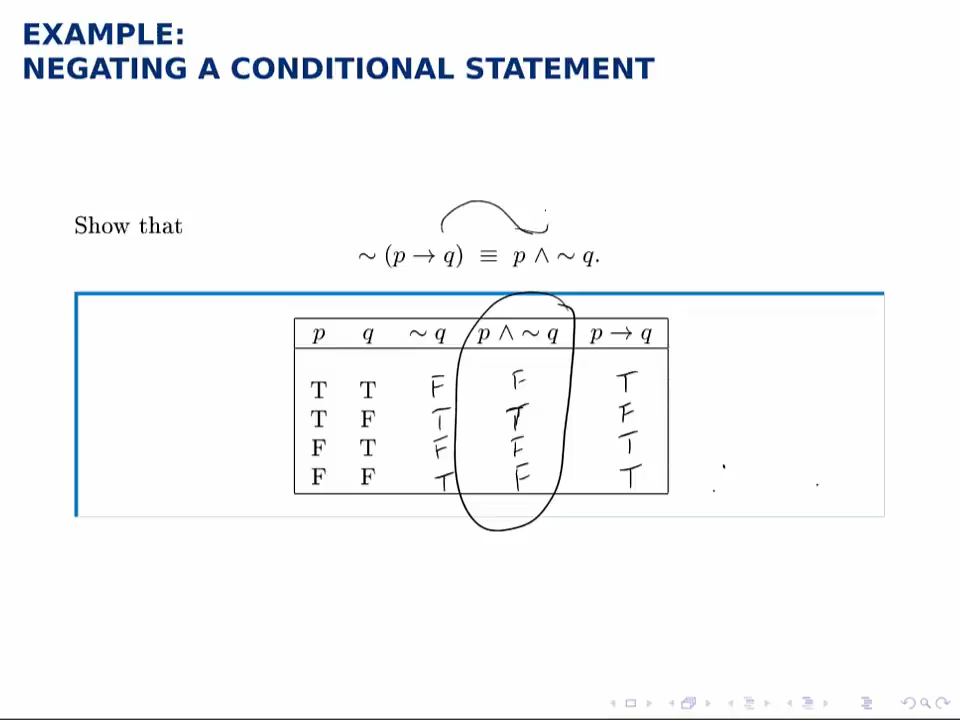 EXAMPLE:
NEGATING A CONDITIONAL STATEMENT
Show that
∼ (p → q) ≡ p ∧ ∼ q.
p q ∼ q p ∧ ∼ q p → q
T T F F T
T F T T F
F T F F T
F F T F T